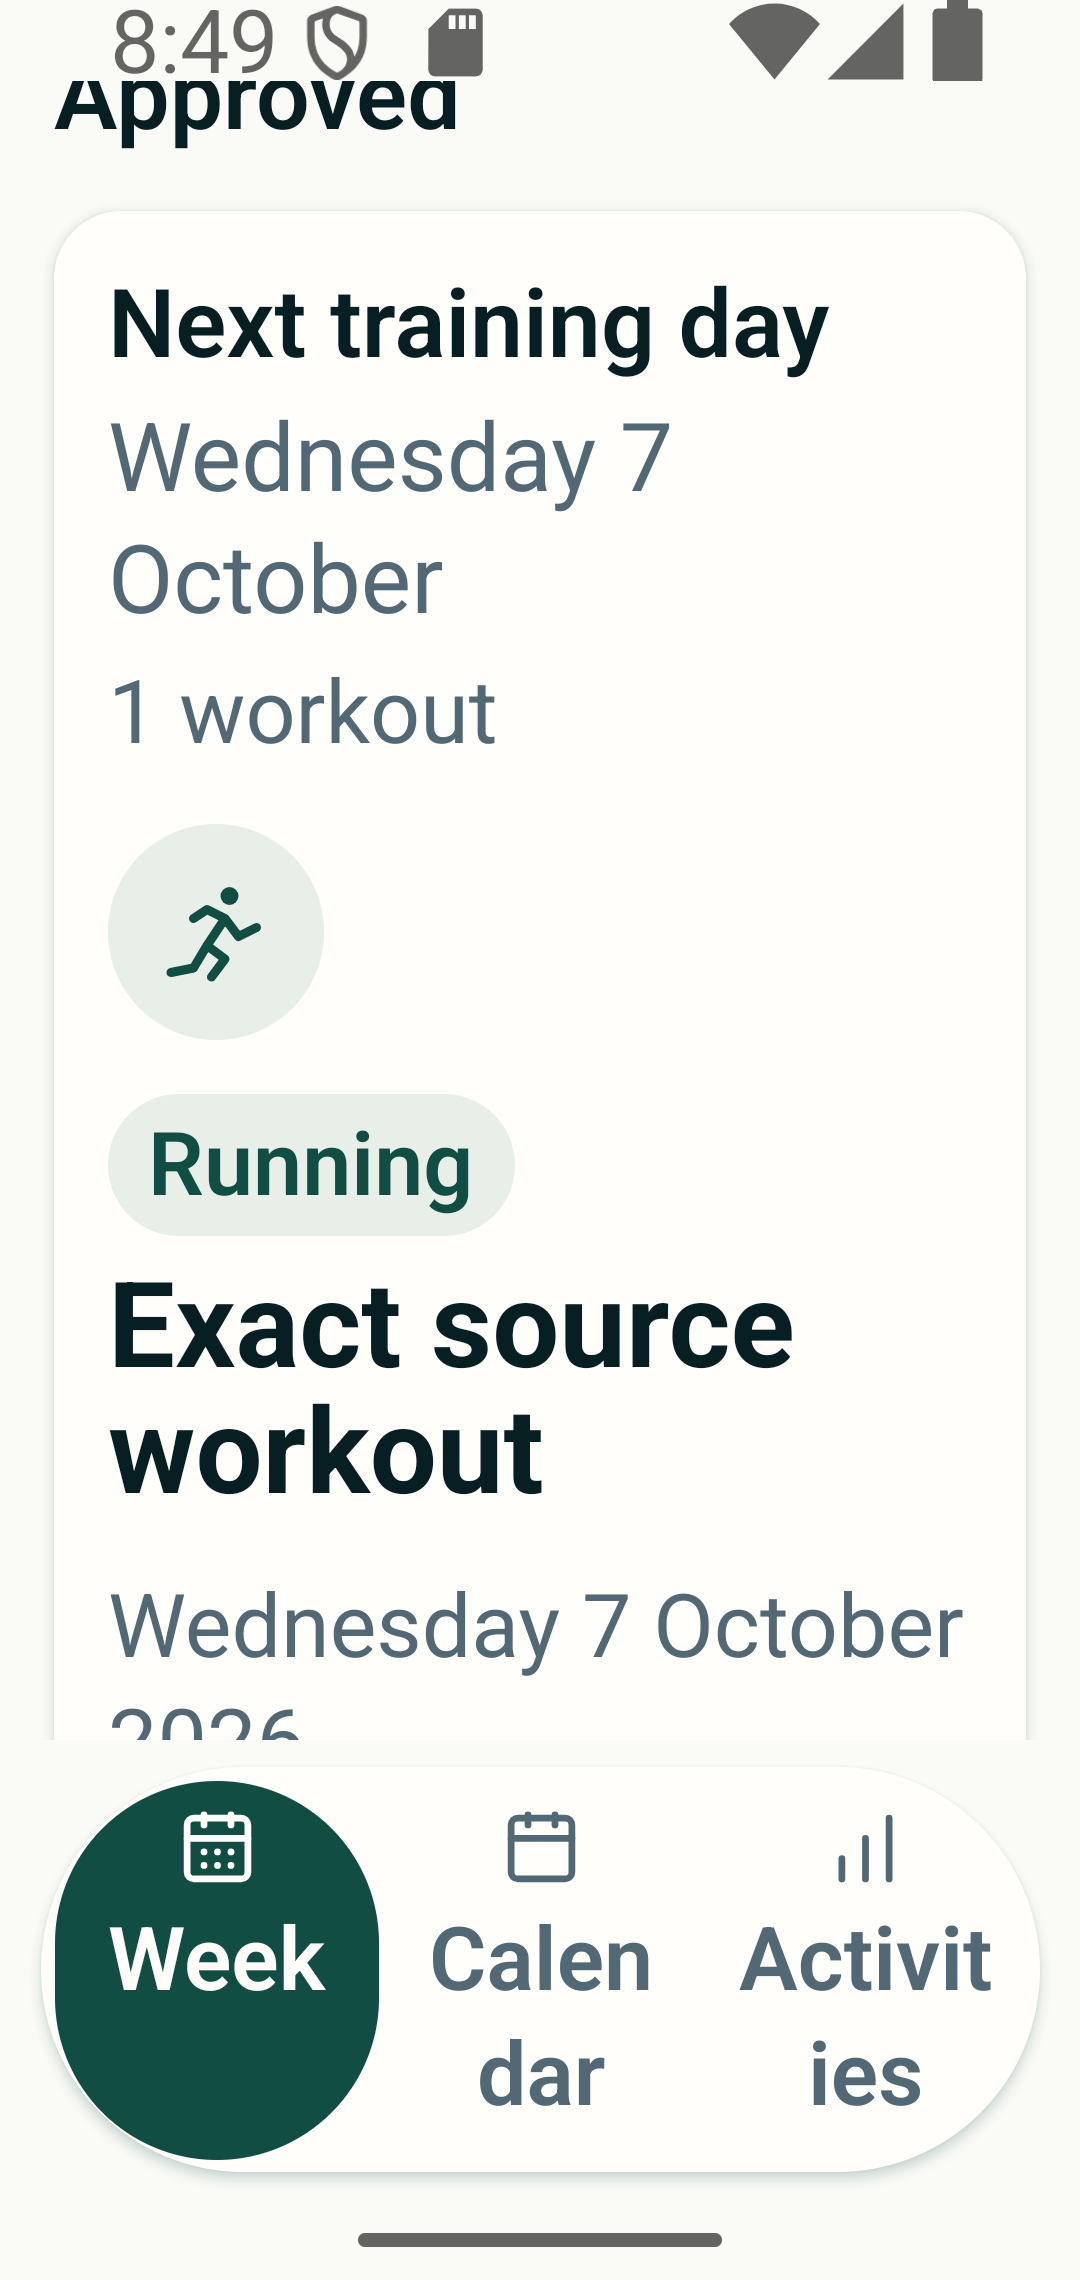 8:49
Approved
Next training day
Wednesday 7
October
1 workout
Running
Exact source
workout
Wednesday 7 October
2026
Week
Calen
dar
Activit
ies